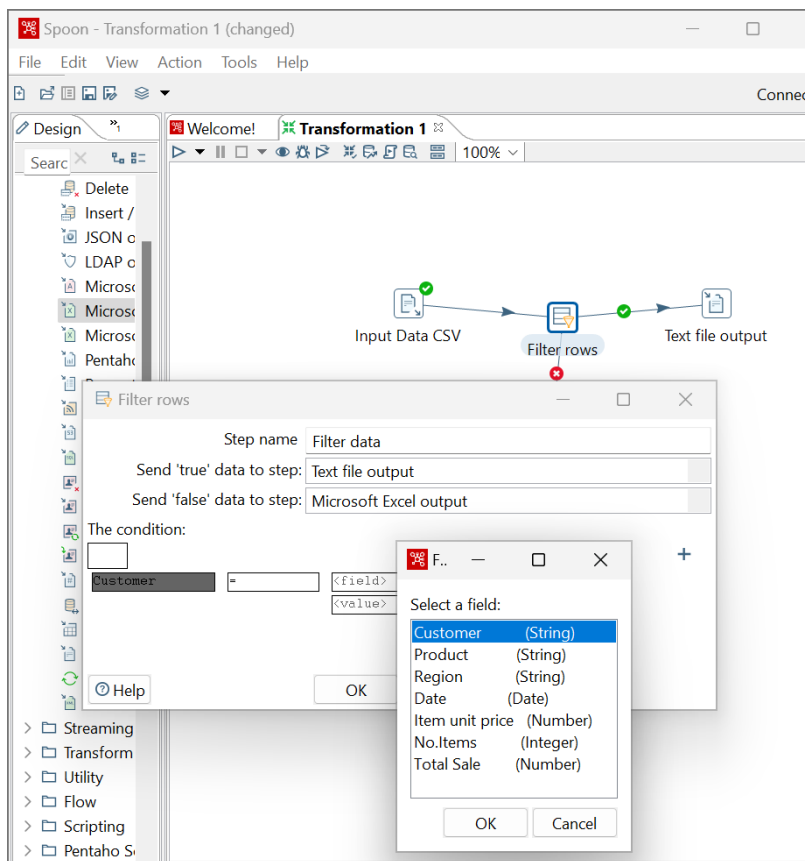 Spoon - Transformation 1 (changed)
File Edit View Action Tools Help
Connec
Design »1
Welcome!
Transformation 1
Searc
100%
Delete
Insert /
JSON o
LDAP o
Microso
Microso
Microso
Pentaho
Input Data CSV
Filter rows
Text file output
Filter rows
Step name Filter data
Send 'true' data to step: Text file output
Send 'false' data to step: Microsoft Excel output
The condition:
Customer = <field>
<value>
Help
OK
F..
Select a field:
Customer (String)
Product (String)
Region (String)
Date (Date)
Item unit price (Number)
No.Items (Integer)
Total Sale (Number)
OK Cancel
Streaming
Transform
Utility
Flow
Scripting
Pentaho Se